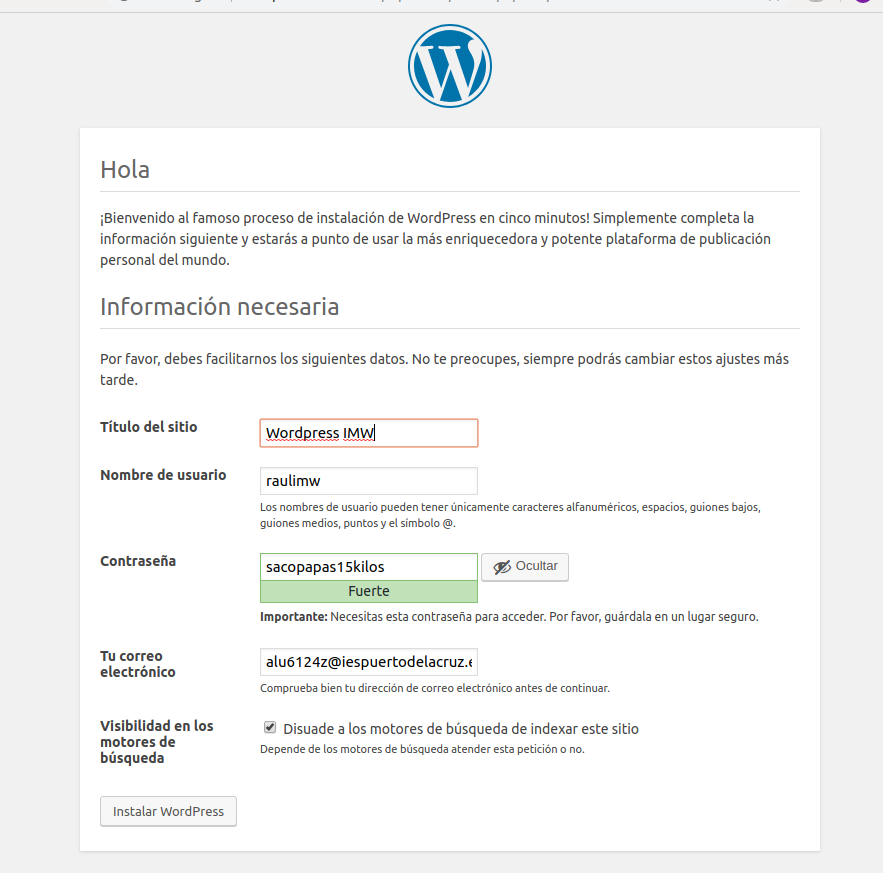 Hola
¡Bienvenido al famoso proceso de instalación de WordPress en cinco minutos! Simplemente completa la
información siguiente y estarás a punto de usar la más enriquecedora y potente plataforma de publicación
personal del mundo.
Información necesaria
Por favor, debes facilitarnos los siguientes datos. No te preocupes, siempre podrás cambiar estos ajustes más
tarde.
Título del sitio
Wordpress IMW
Nombre de usuario
raulimw
Los nombres de usuario pueden tener únicamente caracteres alfanuméricos, espacios, guiones bajos,
guiones medios, puntos y el símbolo @.
Contraseña
sacopapas15kilos
Ocultar
Fuerte
Importante: Necesitas esta contraseña para acceder. Por favor, guárdala en un lugar seguro.
Tu correo
electrónico
alu6124z@iespuertodelacruz.e
Comprueba bien tu dirección de correo electrónico antes de continuar.
Visibilidad en los
motores de
búsqueda
Disuade a los motores de búsqueda de indexar este sitio
Depende de los motores de búsqueda atender esta petición o no.
Instalar WordPress